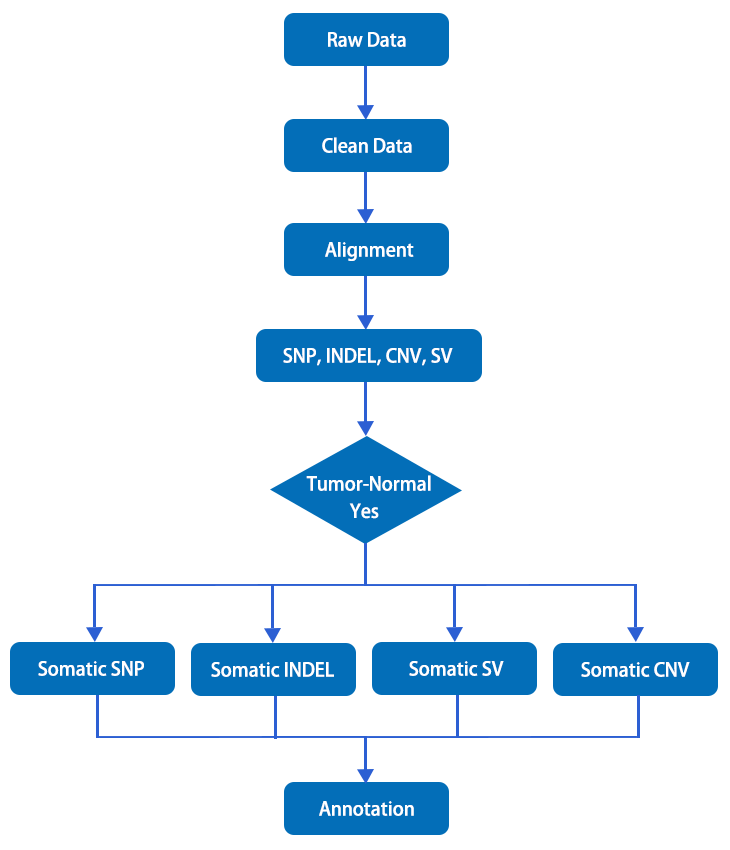 Raw Data
Clean Data
Alignment
SNP, INDEL, CNV, SV
Tumor-Normal
Yes
Somatic SNP
Somatic INDEL
Somatic SV
Somatic CNV
Annotation